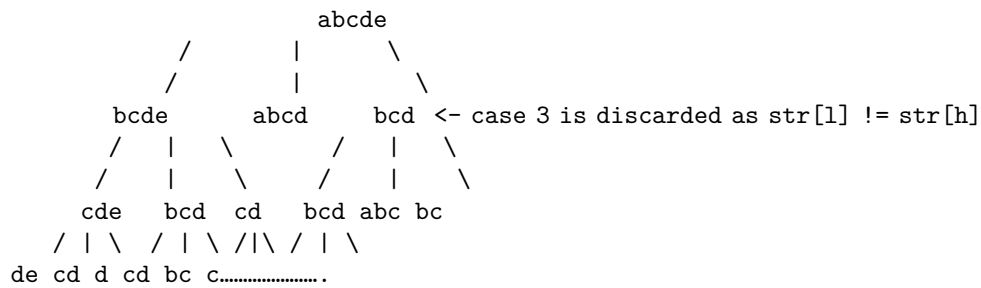 abcde
/ | \
/ | \
bcde abcd bcd <- case 3 is discarded as str[l] != str[h]
/ | \ / | \
/ | \ / | \
cde bcd cd bcd abc bc
/ | \ / | \ /|\ / | \
de cd d cd bc c………………….